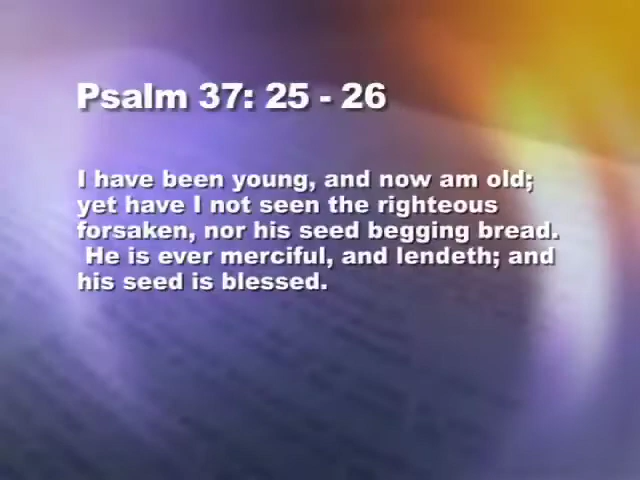 Psalm 37: 25 - 26
I have been young, and now am old;
yet have I not seen the righteous
forsaken, nor his seed begging bread.
He is ever merciful, and lendeth; and
his seed is blessed.